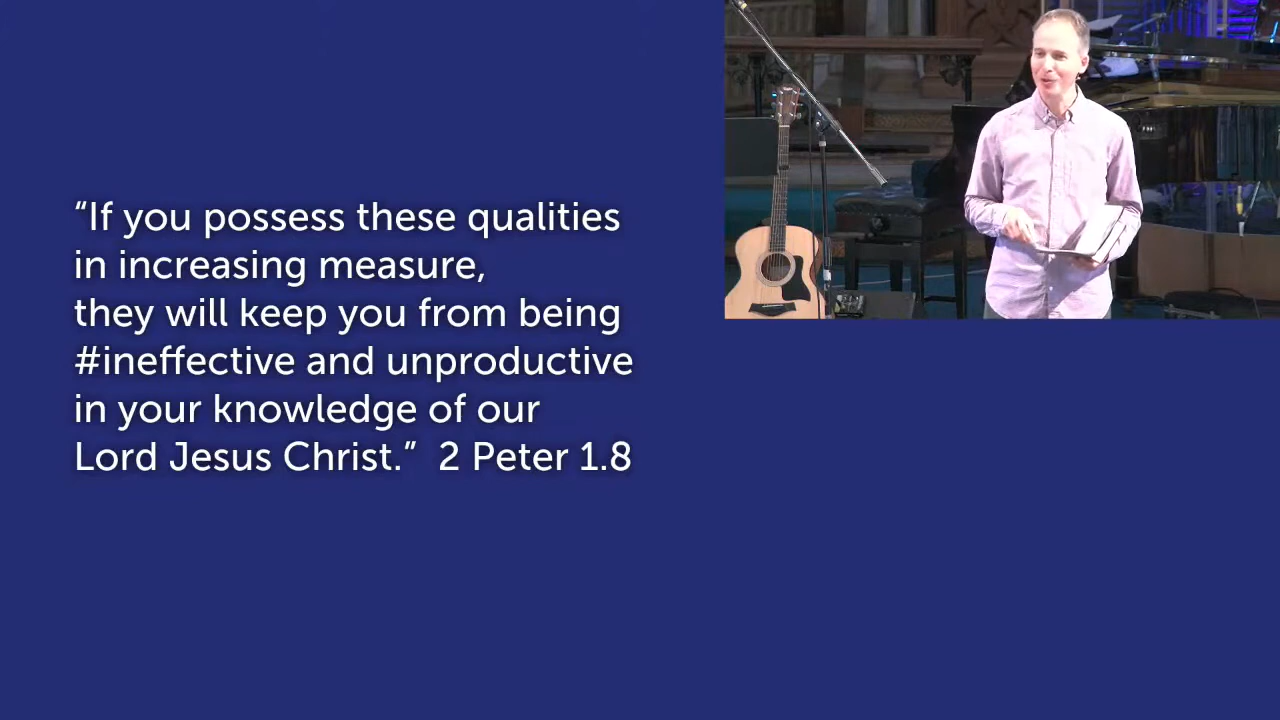 “If you possess these qualities
in increasing measure,
they will keep you from being
#ineffective and unproductive
in your knowledge of our
Lord Jesus Christ.”  2 Peter 1.8